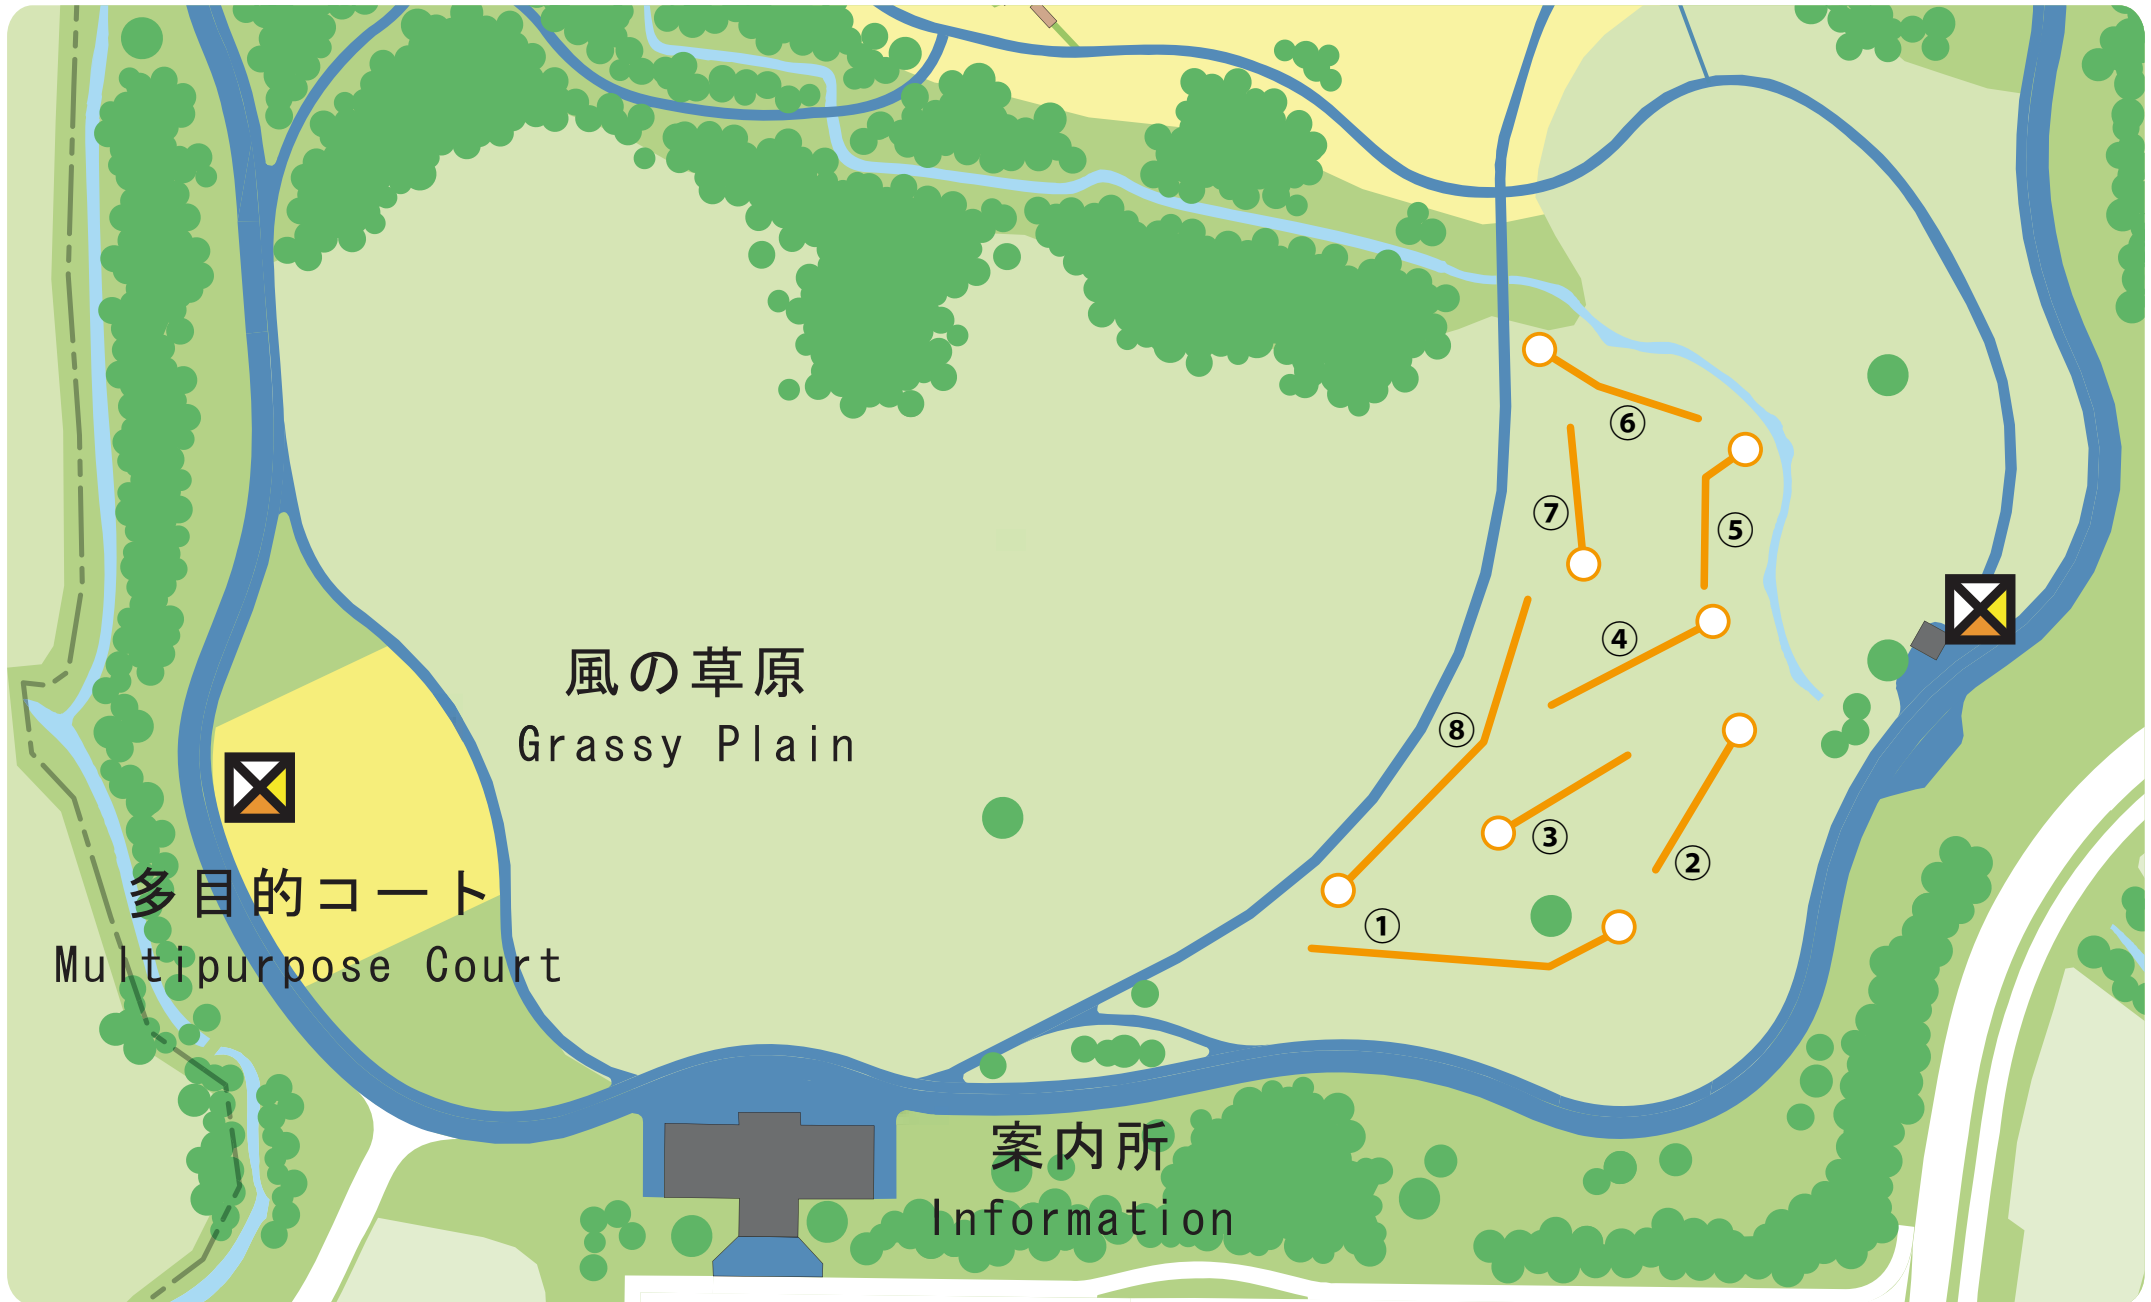 ⑥
⑦
⑤
④
風の草原
Grassy Plain
⑧
③
②
多目的コート
Multipurpose Court
①
案内所
Information